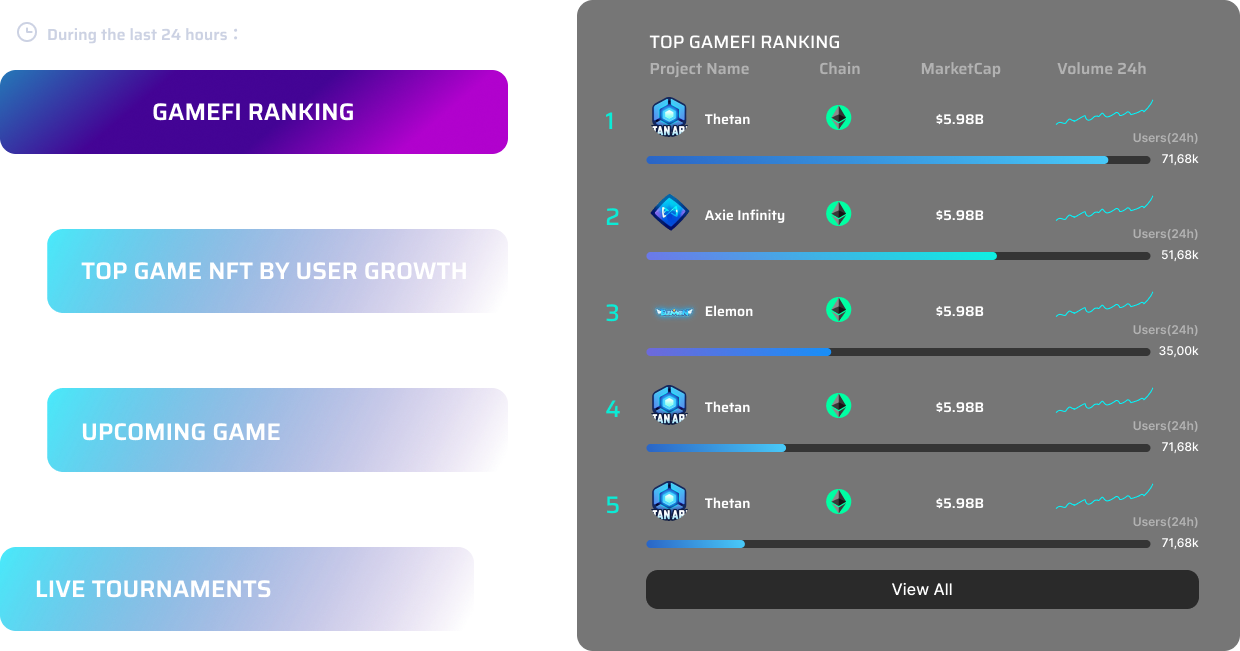 During the last 24 hours :
GAMEFI RANKING
TOP GAME NFT BY USER GROWTH
UPCOMING GAME
LIVE TOURNAMENTS
TOP GAMEFI RANKING
Project Name Chain MarketCap Volume 24h
1 Thetan $5.98B
Users(24h)
71,68k
2 Axie Infinity $5.98B
Users(24h)
51,68k
3 ELEMON Elemon $5.98B
Users(24h)
35,00k
4 Thetan $5.98B
Users(24h)
71,68k
5 Thetan $5.98B
Users(24h)
71,68k
View All